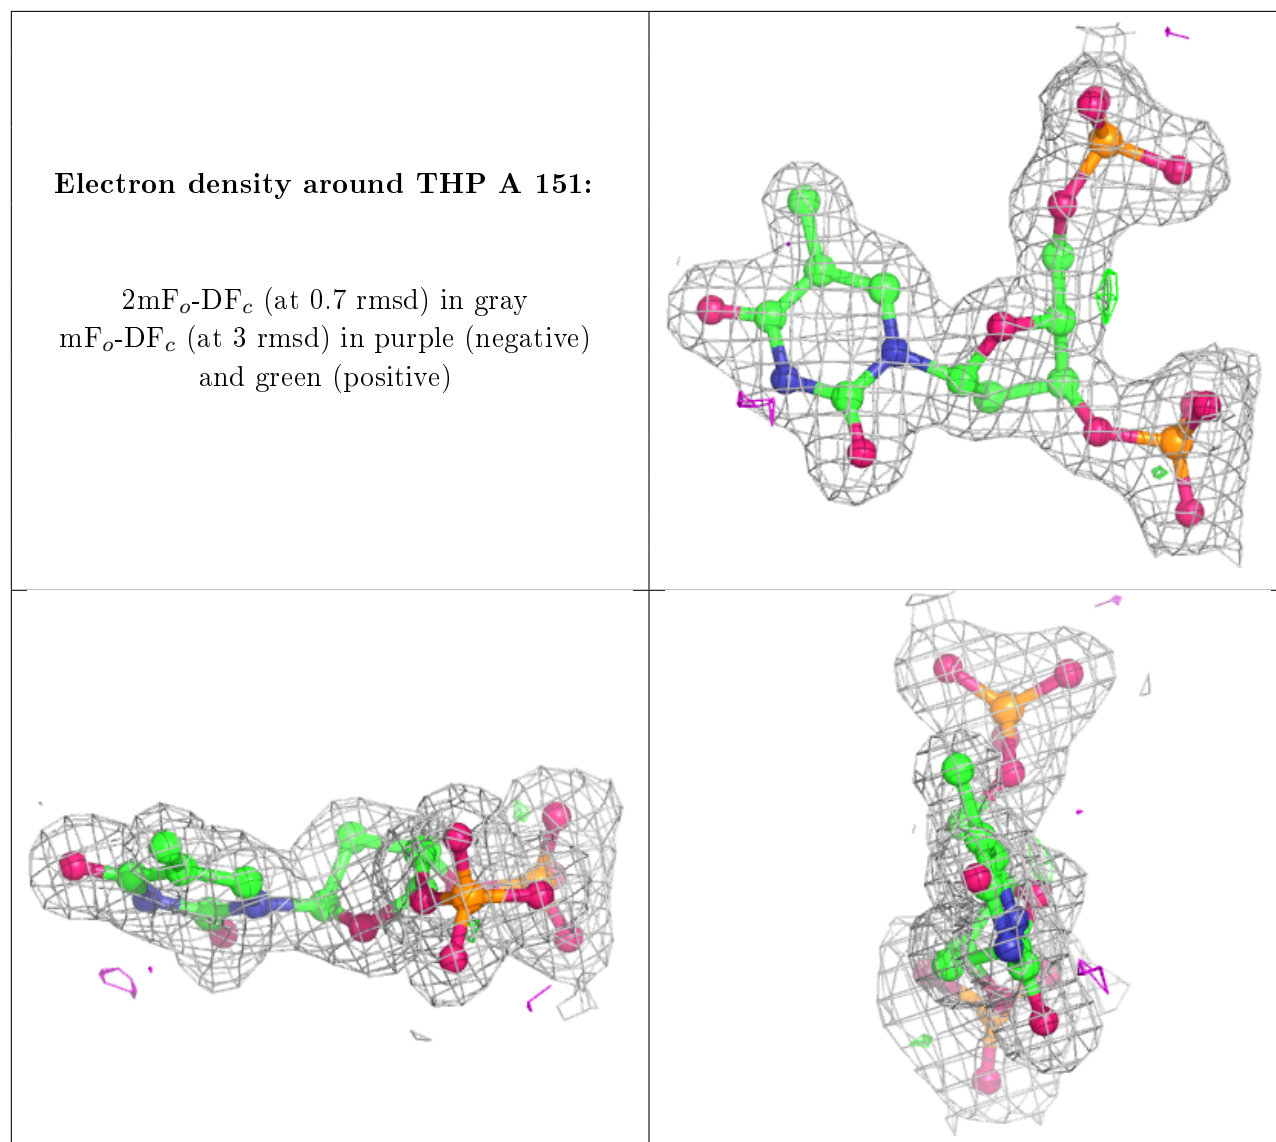 Electron density around THP A 151:
2mFₒ-DF𝒸 (at 0.7 rmsd) in gray
mFₒ-DF𝒸 (at 3 rmsd) in purple (negative)
and green (positive)